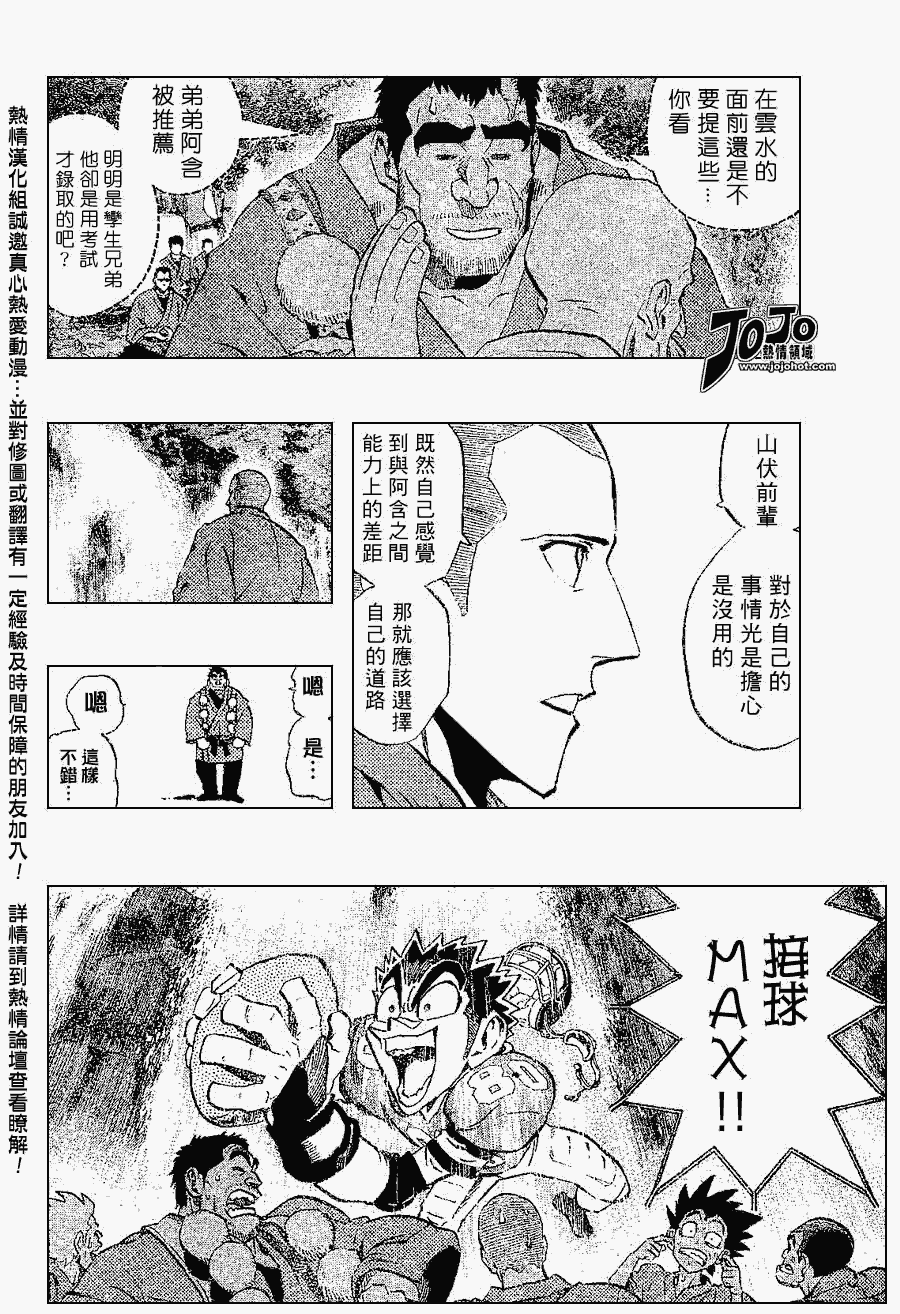 在雲水的
面前還是不
要提這些…
你看
弟弟阿含
被推薦
明明是孿生兄弟
他卻是用考試
才錄取的吧?
JOJO
熱情領域
www.jojohot.com
山伏前輩
對於自己的
事情光是擔心
是沒用的
既然自己感覺
到與阿含之間
能力上的差距
那就應該選擇
自己的道路
嗯
是…
嗯
這樣
不錯…
接球
MAX!!
80
熱情漢化組誠邀真心熱愛動漫…並對修圖或翻譯有一定經驗及時間保障的朋友加入! 詳情請到熱情論壇查看瞭解!